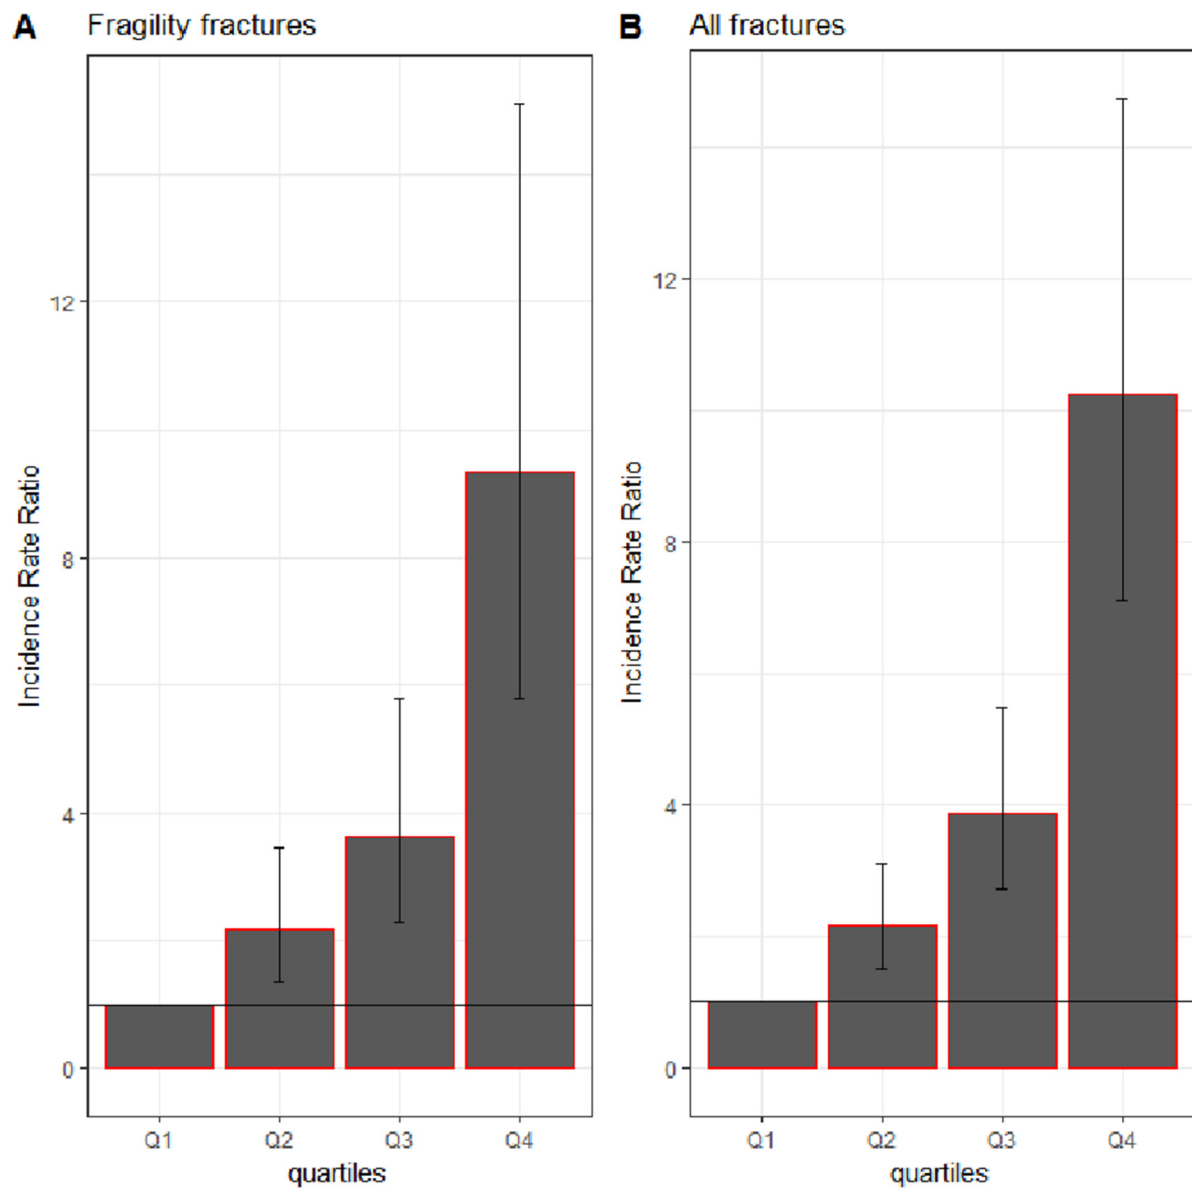 A Fragility fractures
Incidence Rate Ratio
12
8
4
0
Q1 Q2 Q3 Q4
quartiles
B All fractures
Incidence Rate Ratio
12
8
4
0
Q1 Q2 Q3 Q4
quartiles